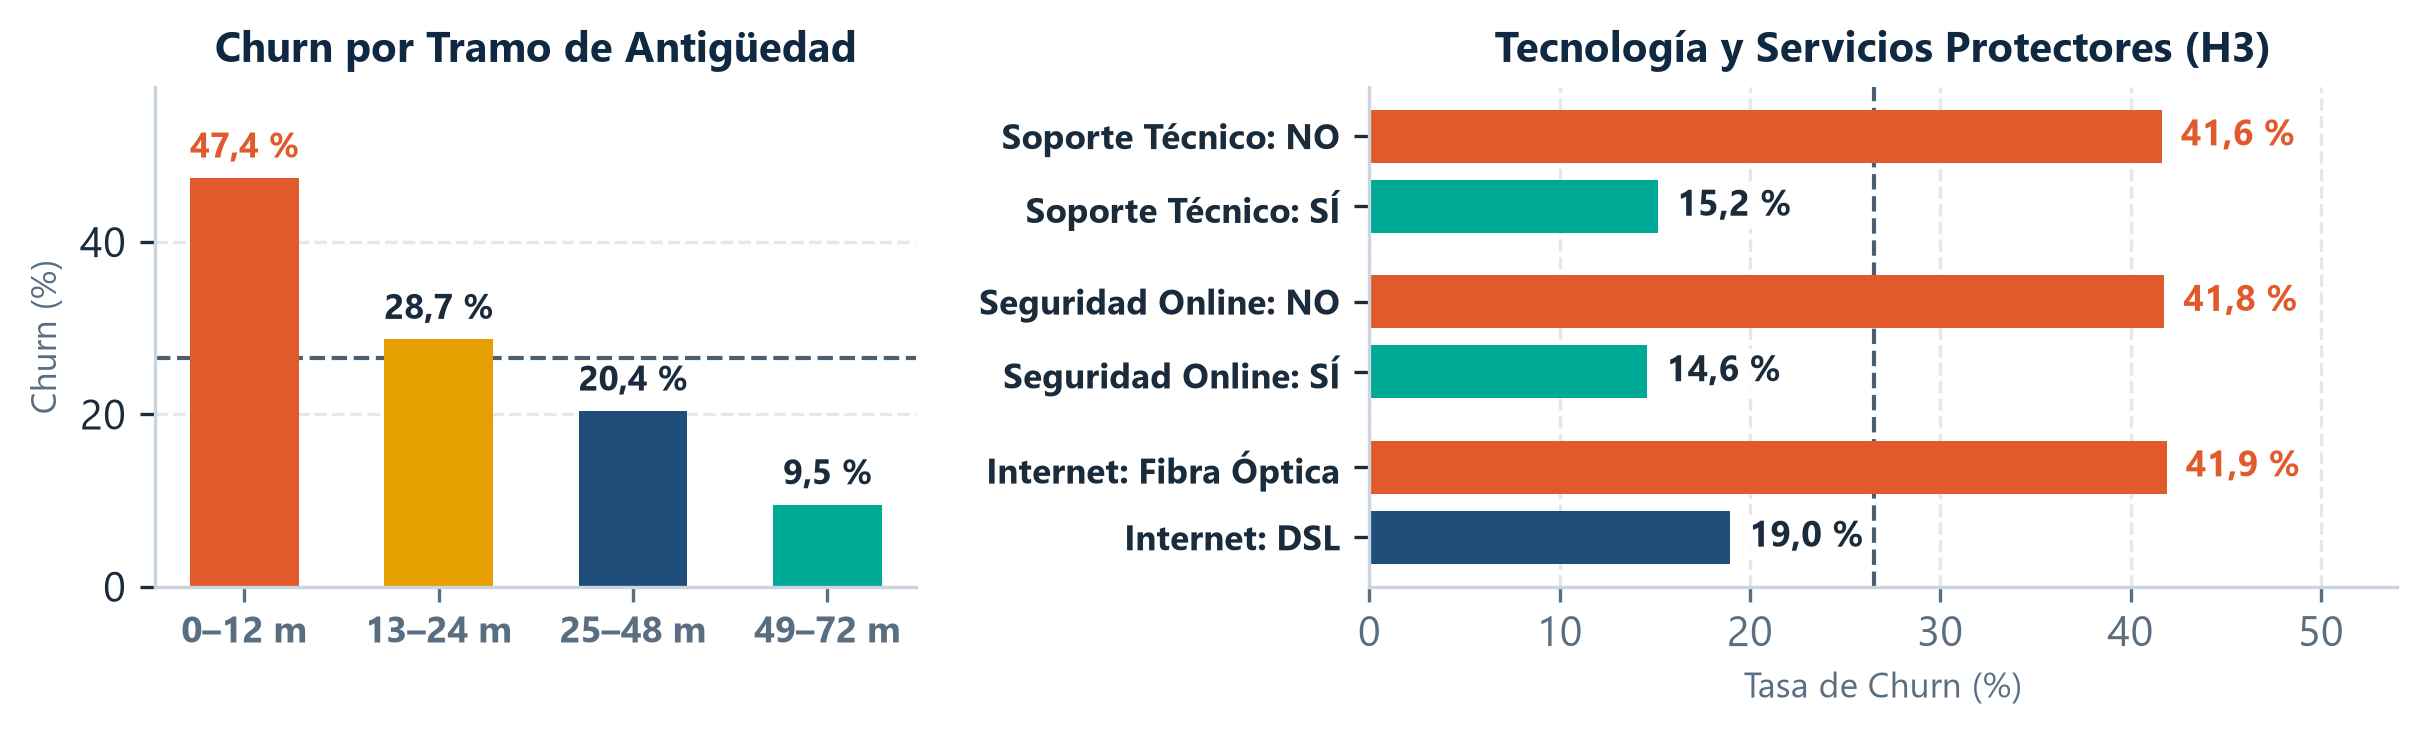 Churn por Tramo de Antigüedad
Churn (%)
40
20
0
47,4 %
28,7 %
20,4 %
9,5 %
0–12 m
13–24 m
25–48 m
49–72 m
Tecnología y Servicios Protectores (H3)
Soporte Técnico: NO
41,6 %
Soporte Técnico: SÍ
15,2 %
Seguridad Online: NO
41,8 %
Seguridad Online: SÍ
14,6 %
Internet: Fibra Óptica
41,9 %
Internet: DSL
19,0 %
0
10
20
30
40
50
Tasa de Churn (%)